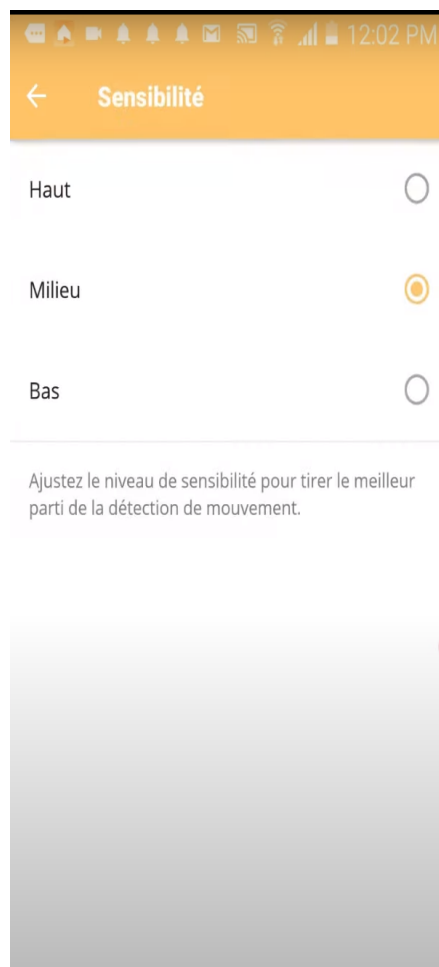 12:02 PM
Sensibilité
Haut
Milieu
Bas
Ajustez le niveau de sensibilité pour tirer le meilleur
parti de la détection de mouvement.